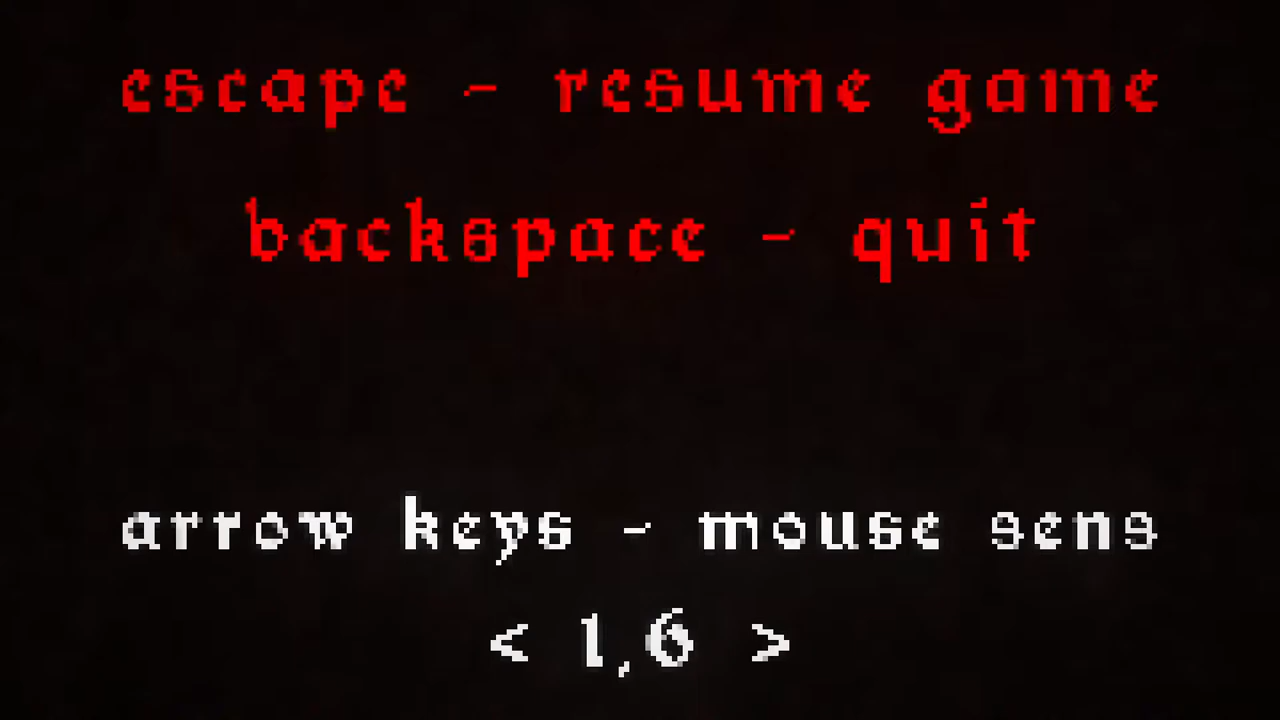 escape - resume game
backspace - quit
arrow keys - mouse sens
< 1,6 >